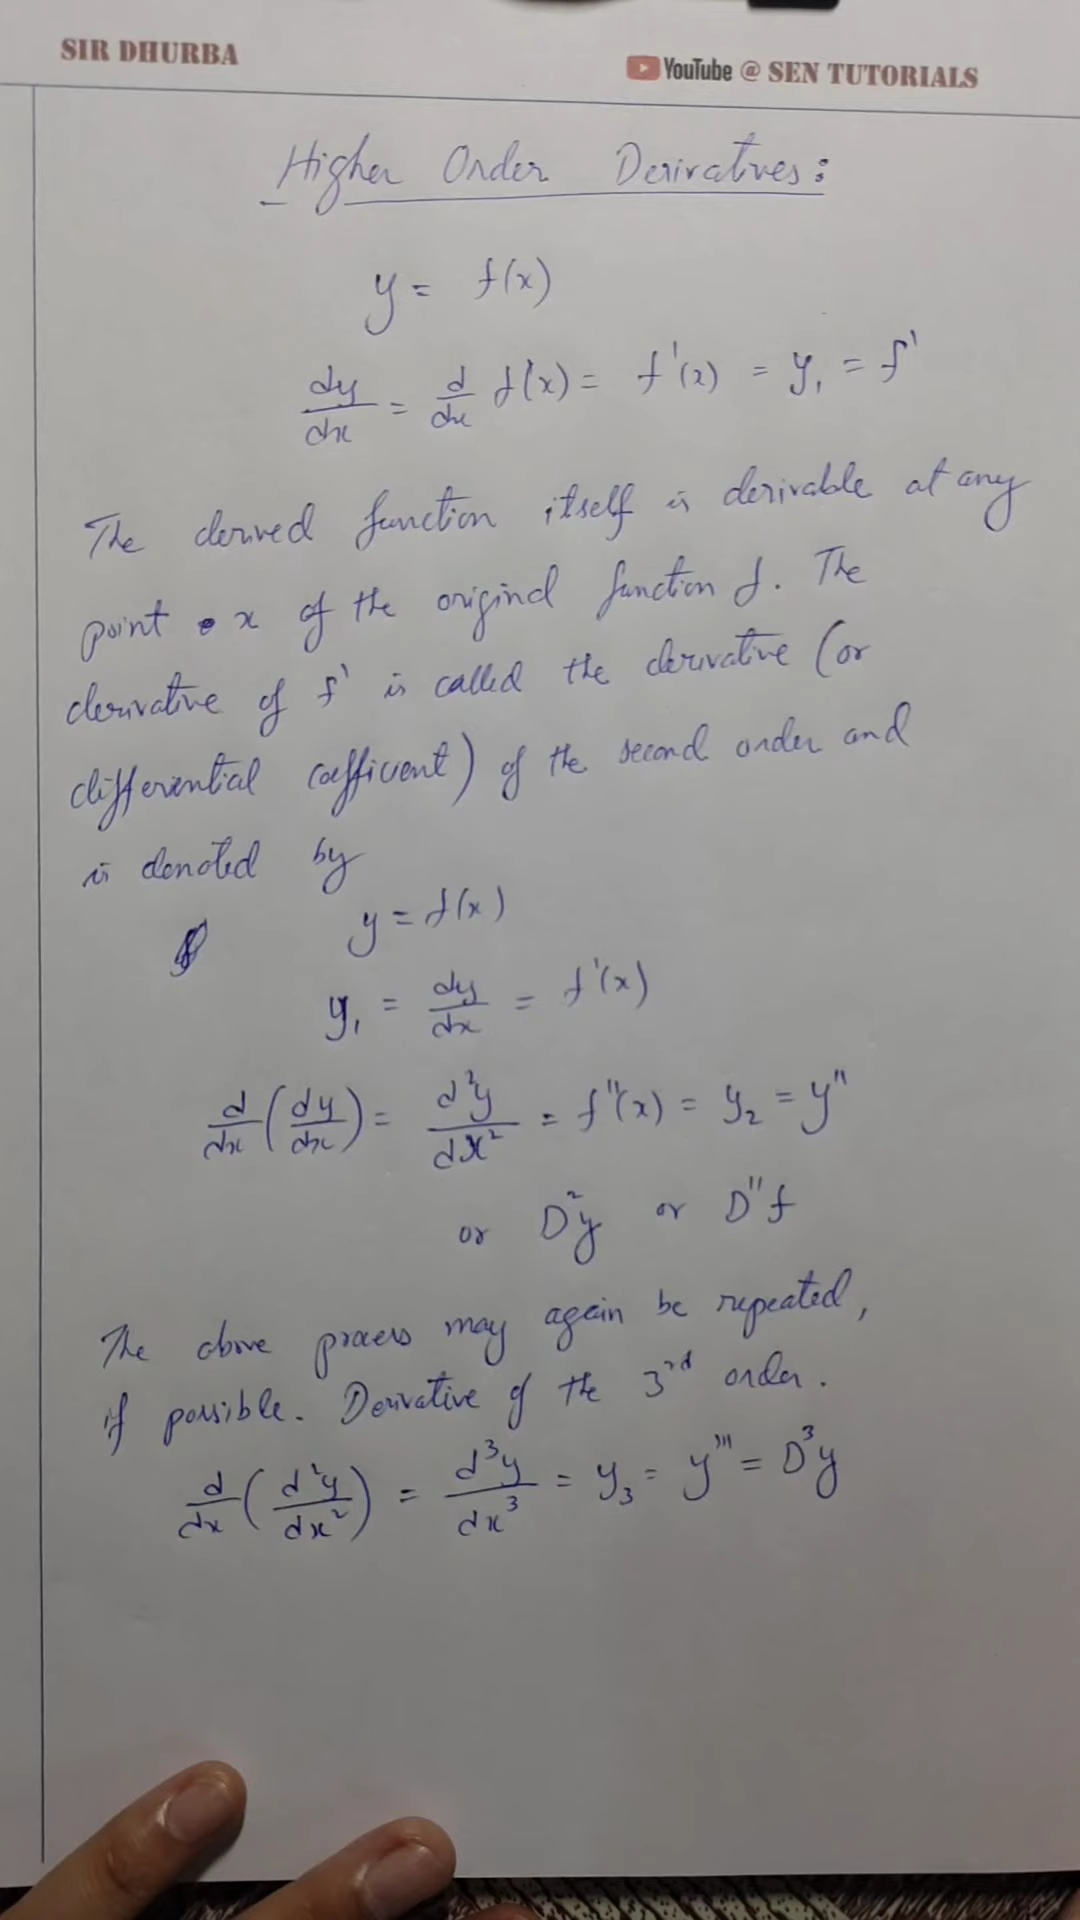 SIR DHURBA
YouTube @ SEN TUTORIALS
Higher Order Derivatives:
y = f(x)
dy/dx = d/dx f(x) = f'(x) = y₁ = f'
The derived function itself is derivable at any
point x of the original function f. The
derivative of f' is called the derivative (or
differential coefficient) of the second order and
is denoted by
y = f(x)
y₁ = dy/dx = f'(x)
d/dx (dy/dx) = d²y/dx² = f''(x) = y₂ = y''
or D²y or D''f
The above process may again be repeated,
if possible. Derivative of the 3rd order.
d/dx (d²y/dx²) = d³y/dx³ = y₃ = y''' = D³y